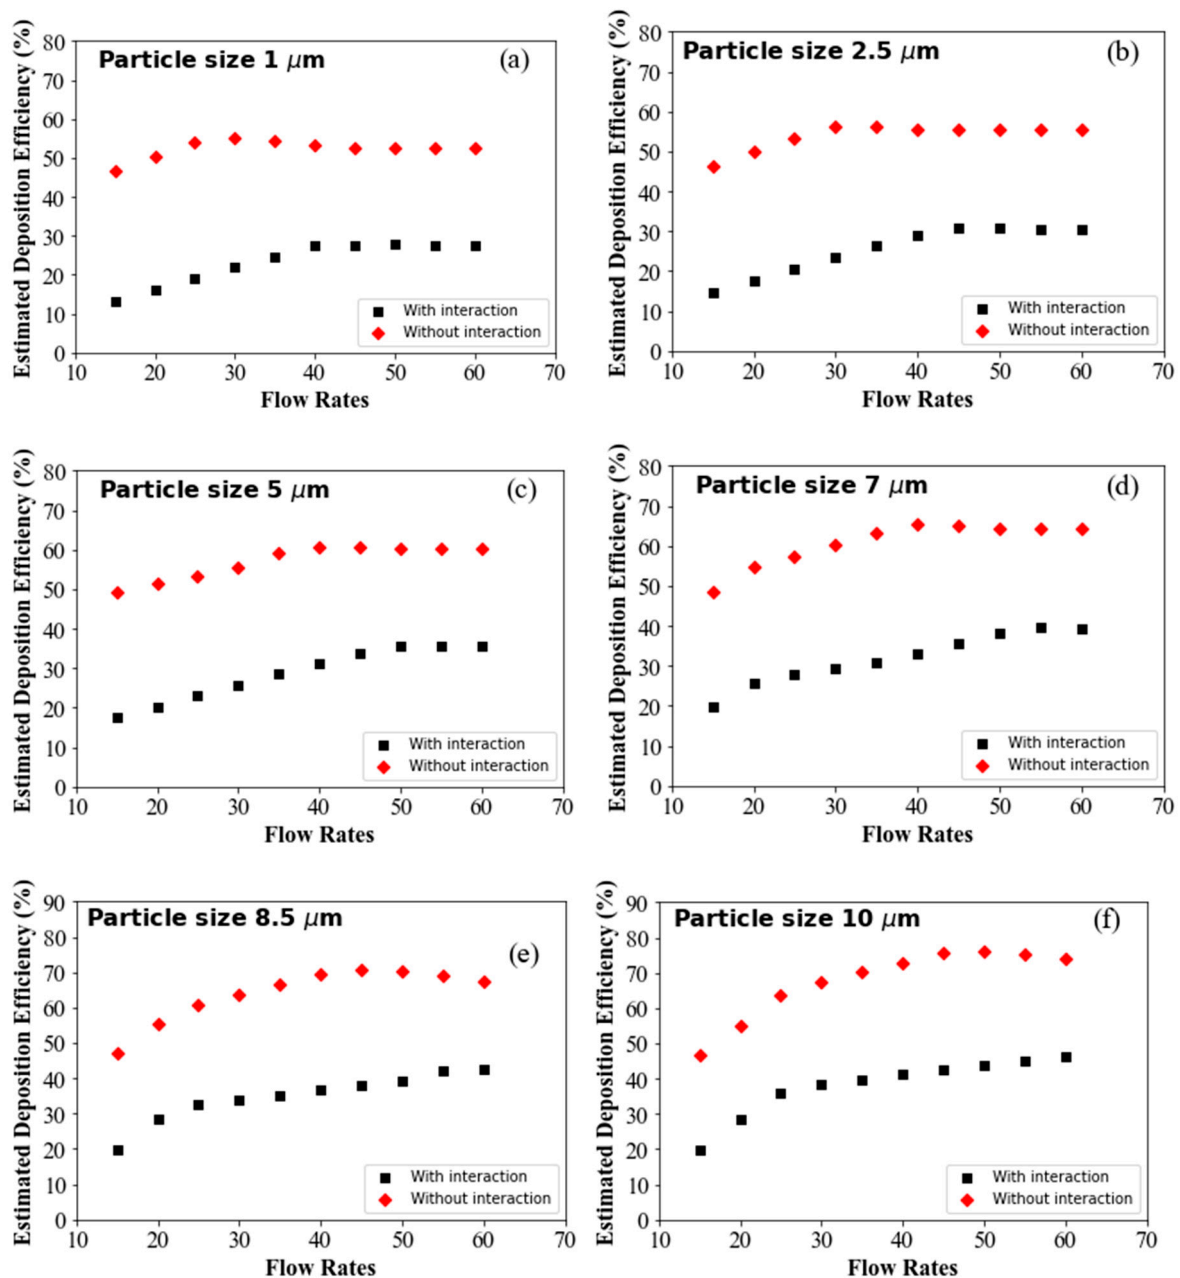 Particle size 1 μm
(a)
Estimated Deposition Efficiency (%)
80
70
60
50
40
30
20
10
0
With interaction
Without interaction
10 20 30 40 50 60 70
Flow Rates
Particle size 2.5 μm
(b)
Estimated Deposition Efficiency (%)
80
70
60
50
40
30
20
10
0
With interaction
Without interaction
10 20 30 40 50 60 70
Flow Rates
Particle size 5 μm
(c)
Estimated Deposition Efficiency (%)
80
70
60
50
40
30
20
10
0
With interaction
Without interaction
10 20 30 40 50 60 70
Flow Rates
Particle size 7 μm
(d)
Estimated Deposition Efficiency (%)
80
70
60
50
40
30
20
10
0
With interaction
Without interaction
10 20 30 40 50 60 70
Flow Rates
Particle size 8.5 μm
(e)
Estimated Deposition Efficiency (%)
90
80
70
60
50
40
30
20
10
0
With interaction
Without interaction
10 20 30 40 50 60 70
Flow Rates
Particle size 10 μm
(f)
Estimated Deposition Efficiency (%)
90
80
70
60
50
40
30
20
10
0
With interaction
Without interaction
10 20 30 40 50 60 70
Flow Rates